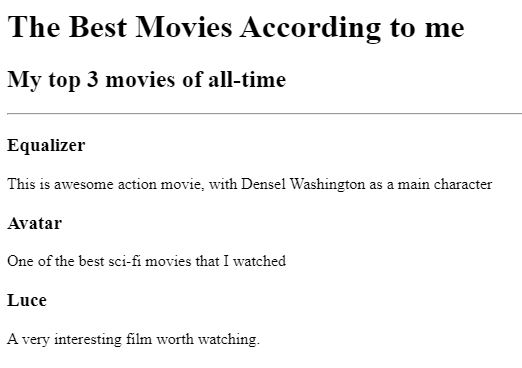 The Best Movies According to me
My top 3 movies of all-time
Equalizer
This is awesome action movie, with Densel Washington as a main character
Avatar
One of the best sci-fi movies that I watched
Luce
A very interesting film worth watching.